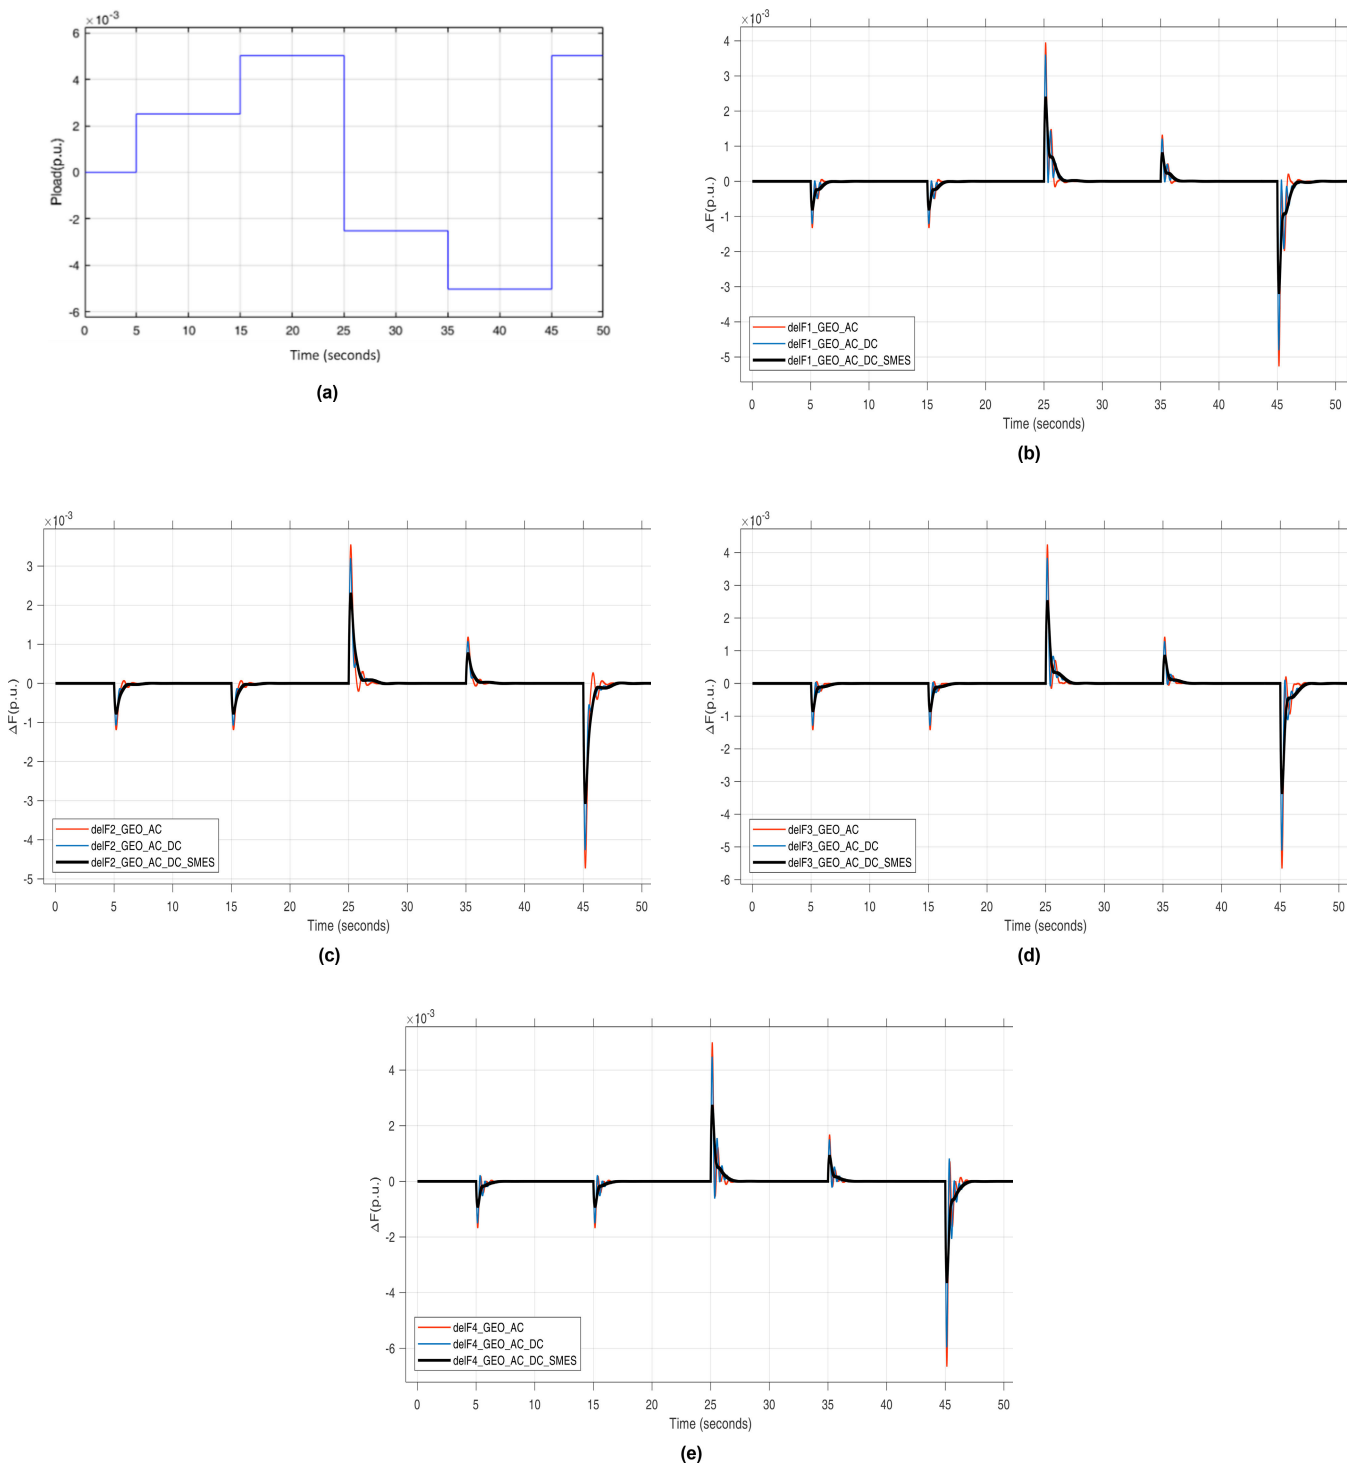 ×10⁻³
6
4
2
0
-2
-4
-6
Pload(p.u.)
0 5 10 15 20 25 30 35 40 45 50
Time (seconds)
(a)
×10⁻³
4
3
2
1
0
-1
-2
-3
-4
-5
ΔF(p.u.)
delF1_GEO_AC
delF1_GEO_AC_DC
delF1_GEO_AC_DC_SMES
0 5 10 15 20 25 30 35 40 45 50
Time (seconds)
(b)
×10⁻³
3
2
1
0
-1
-2
-3
-4
-5
ΔF(p.u.)
delF2_GEO_AC
delF2_GEO_AC_DC
delF2_GEO_AC_DC_SMES
0 5 10 15 20 25 30 35 40 45 50
Time (seconds)
(c)
×10⁻³
4
3
2
1
0
-1
-2
-3
-4
-5
-6
ΔF(p.u.)
delF3_GEO_AC
delF3_GEO_AC_DC
delF3_GEO_AC_DC_SMES
0 5 10 15 20 25 30 35 40 45 50
Time (seconds)
(d)
×10⁻³
4
2
0
-2
-4
-6
ΔF(p.u.)
delF4_GEO_AC
delF4_GEO_AC_DC
delF4_GEO_AC_DC_SMES
0 5 10 15 20 25 30 35 40 45 50
Time (seconds)
(e)